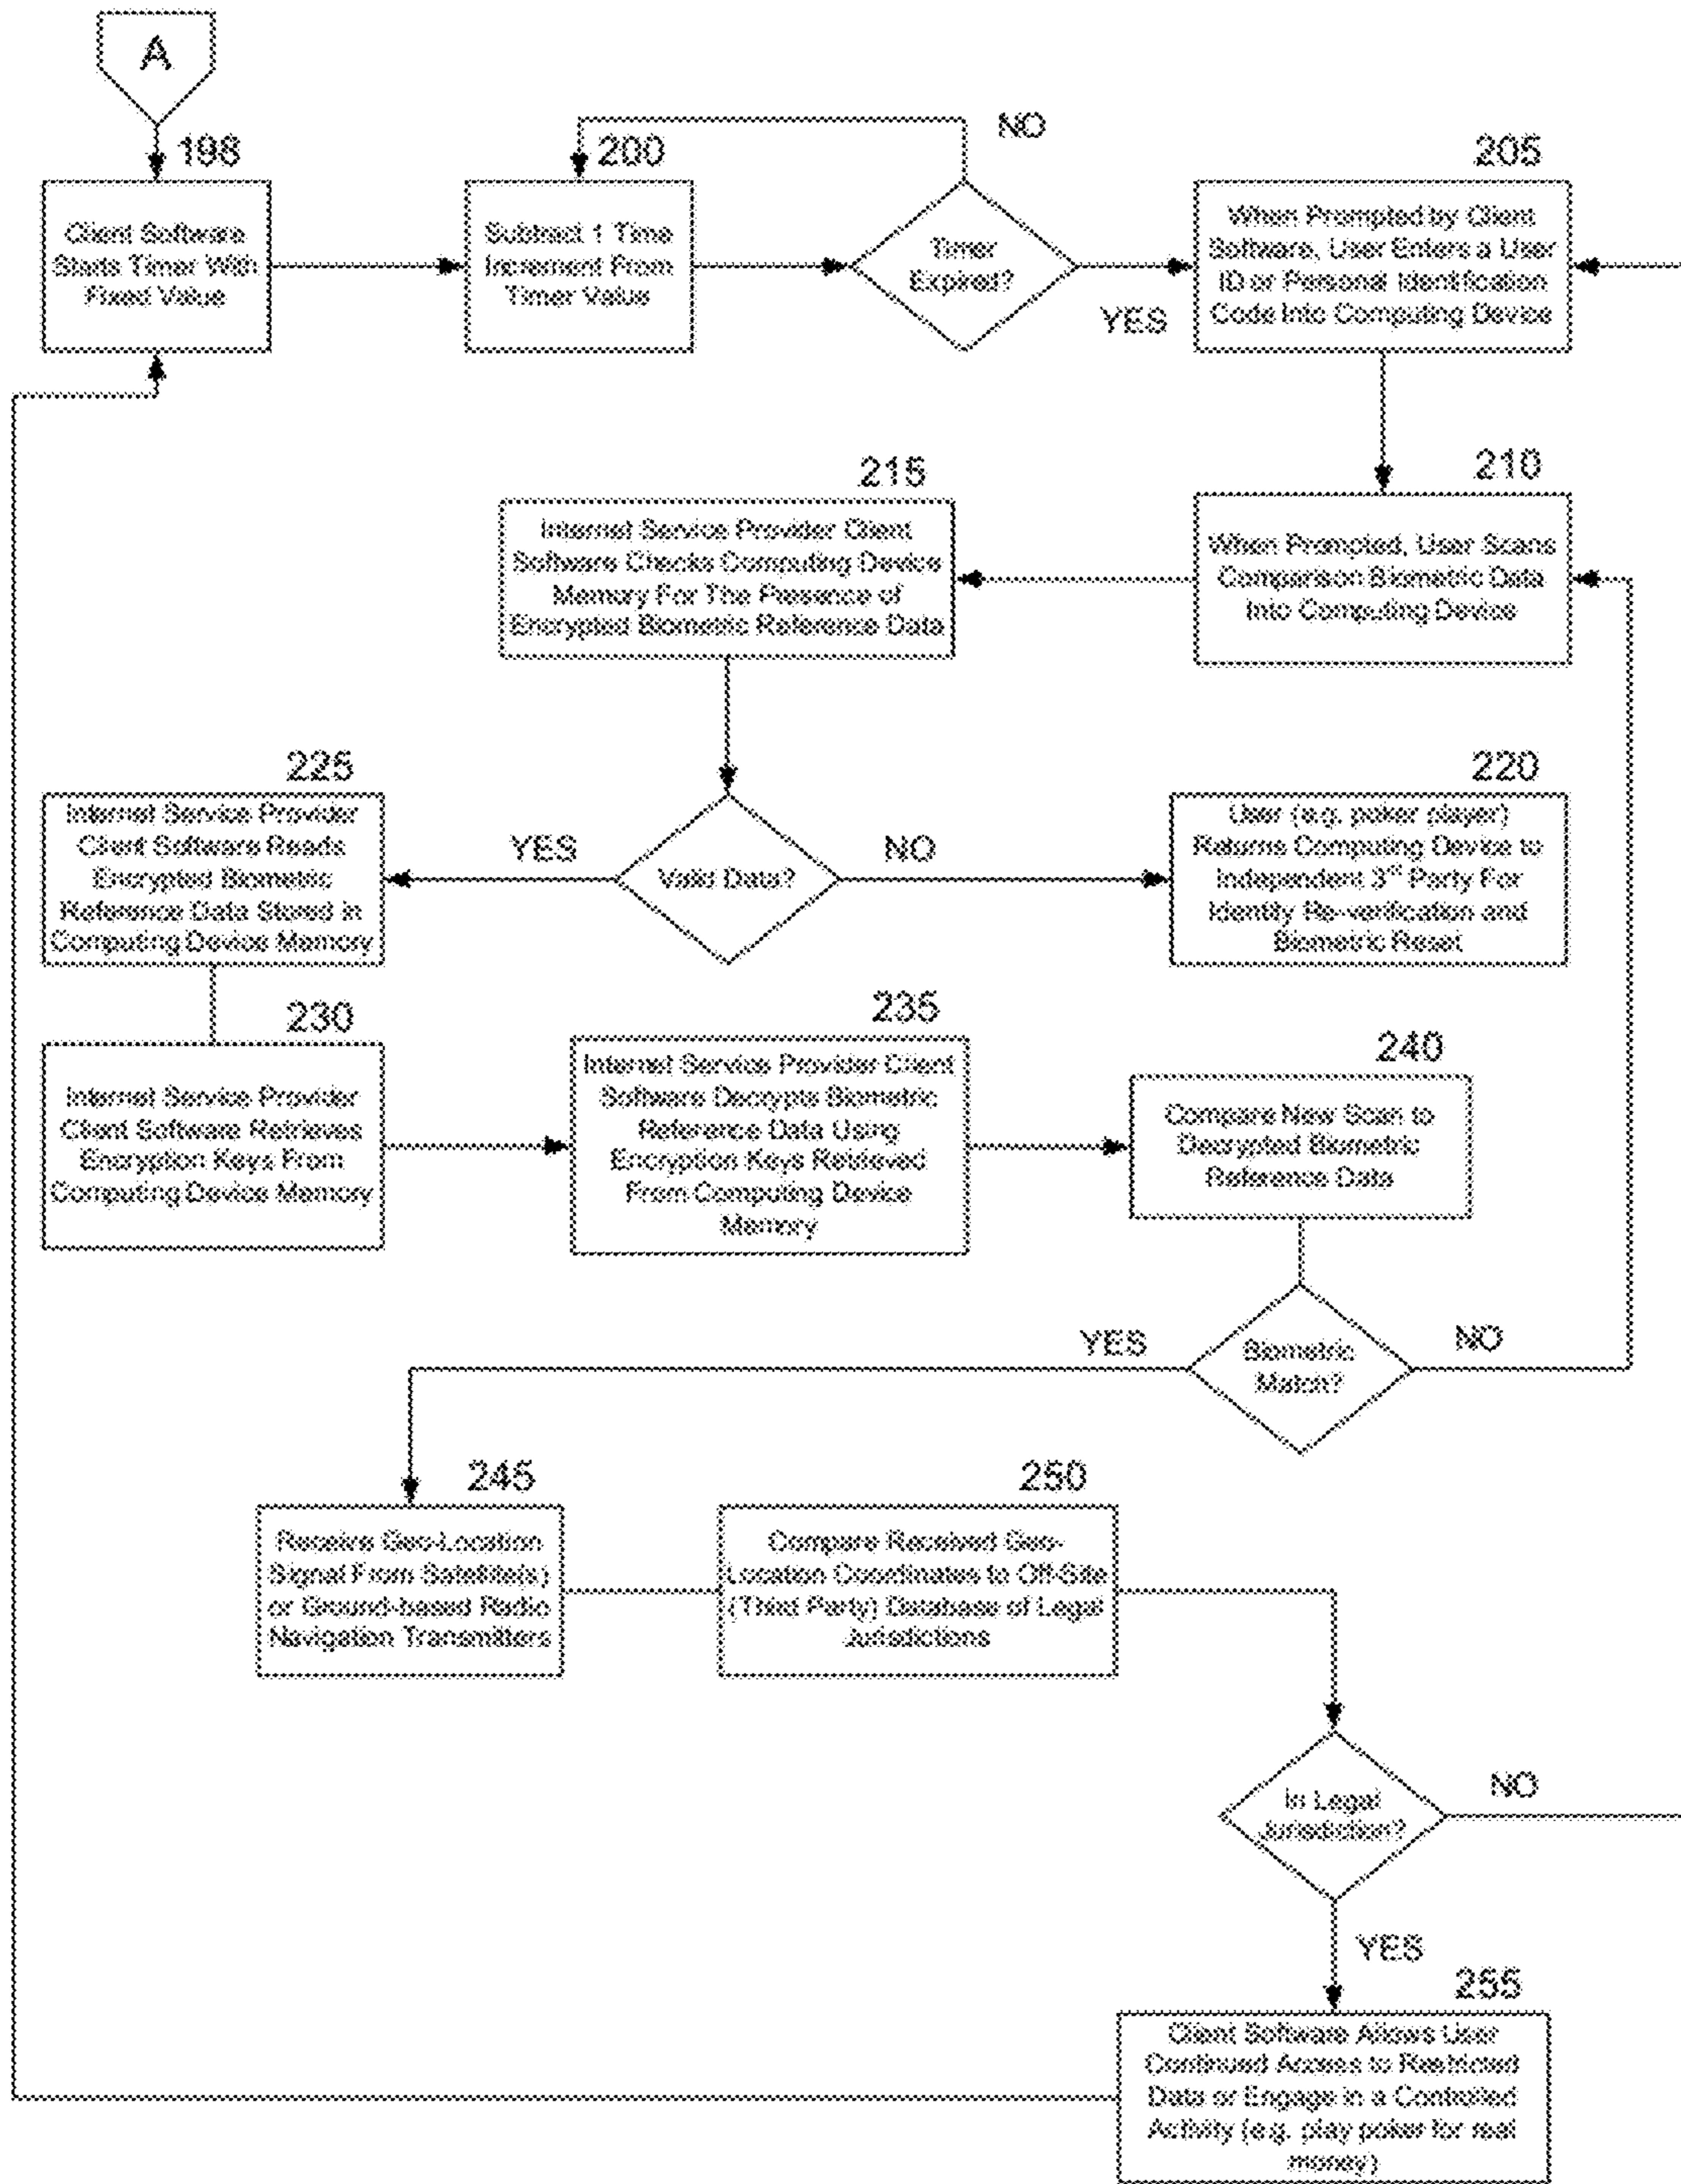 A
198
Client Software
Starts Timer With
Fixed Value
200
Subtract 1 Time
Increment From
Timer Value
NO
Timer
Expired?
YES
205
When Prompted by Client
Software, User Enters a User
ID or Personal Identification
Code Into Computing Device
210
When Prompted, User Scans
Comparison Biometric Data
Into Computing Device
215
Internet Service Provider Client
Software Checks Computing Device
Memory For The Presence of
Encrypted Biometric Reference Data
Valid Data?
YES
NO
220
User (e.g. poker player)
Returns Computing Device to
Independent 3rd Party For
Identity Re-verification and
Biometric Reset
225
Internet Service Provider
Client Software Reads
Encrypted Biometric
Reference Data Stored in
Computing Device Memory
230
Internet Service Provider
Client Software Retrieves
Encryption Keys From
Computing Device Memory
235
Internet Service Provider Client
Software Decrypts Biometric
Reference Data Using
Encryption Keys Retrieved
From Computing Device
Memory
240
Compare New Scan to
Decrypted Biometric
Reference Data
Biometric
Match?
YES
NO
245
Receive Geo-Location
Signal From Satellite(s)
or Ground-based Radio
Navigation Transmitters
250
Compare Received Geo-
Location Coordinates to Off-Site
(Third Party) Database of Legal
Jurisdictions
In Legal
Jurisdiction?
NO
YES
255
Client Software Allows User
Continued Access to Restricted
Data or Engage in a Controlled
Activity (e.g. play poker for real
money)